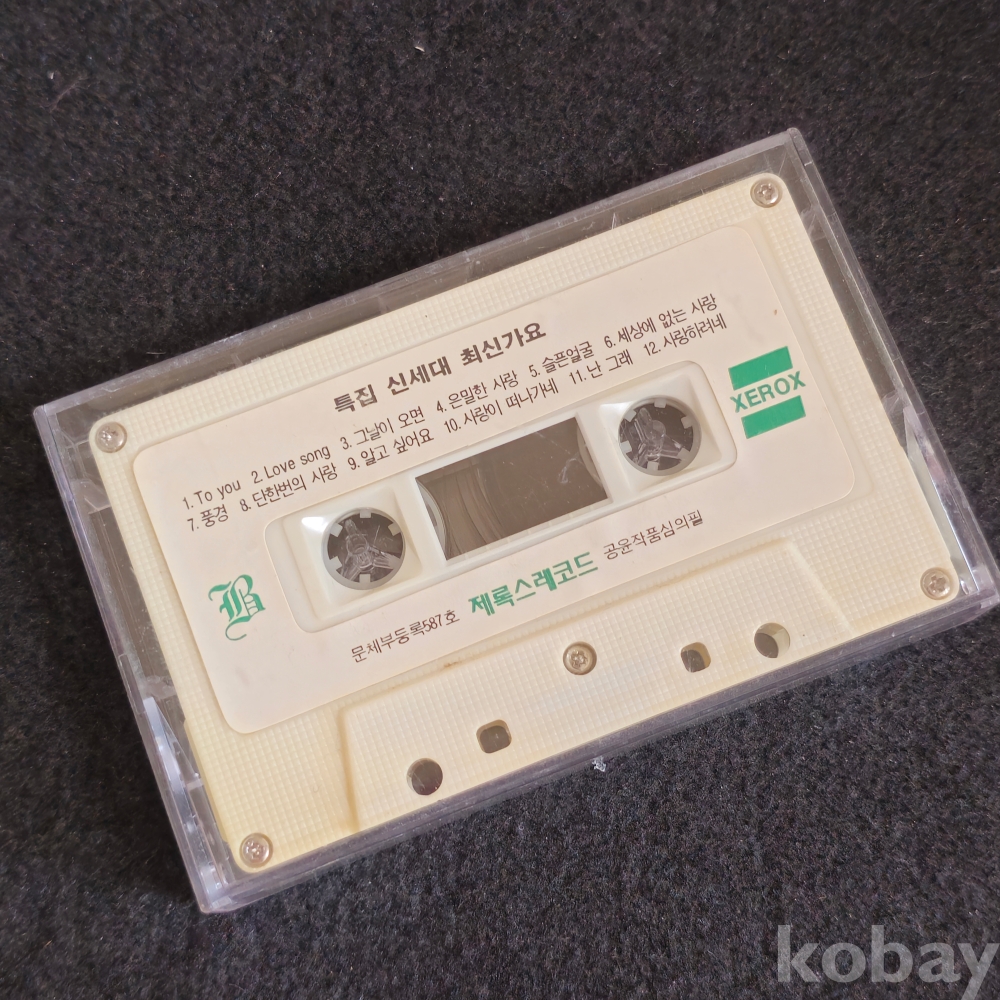 특집 신세대 최신가요
1. To you 2. Love song 3. 그날이 오면 4. 은밀한 사랑 5. 슬픈얼굴 6. 세상에 없는 사랑
7. 풍경 8. 단한번의 사랑 9. 알고 싶어요 10. 사랑이 떠나가네 11. 난 그래 12. 사랑하려네
XEROX
B
문체부등록587호 제록스레코드 공윤작품심의필
kobay